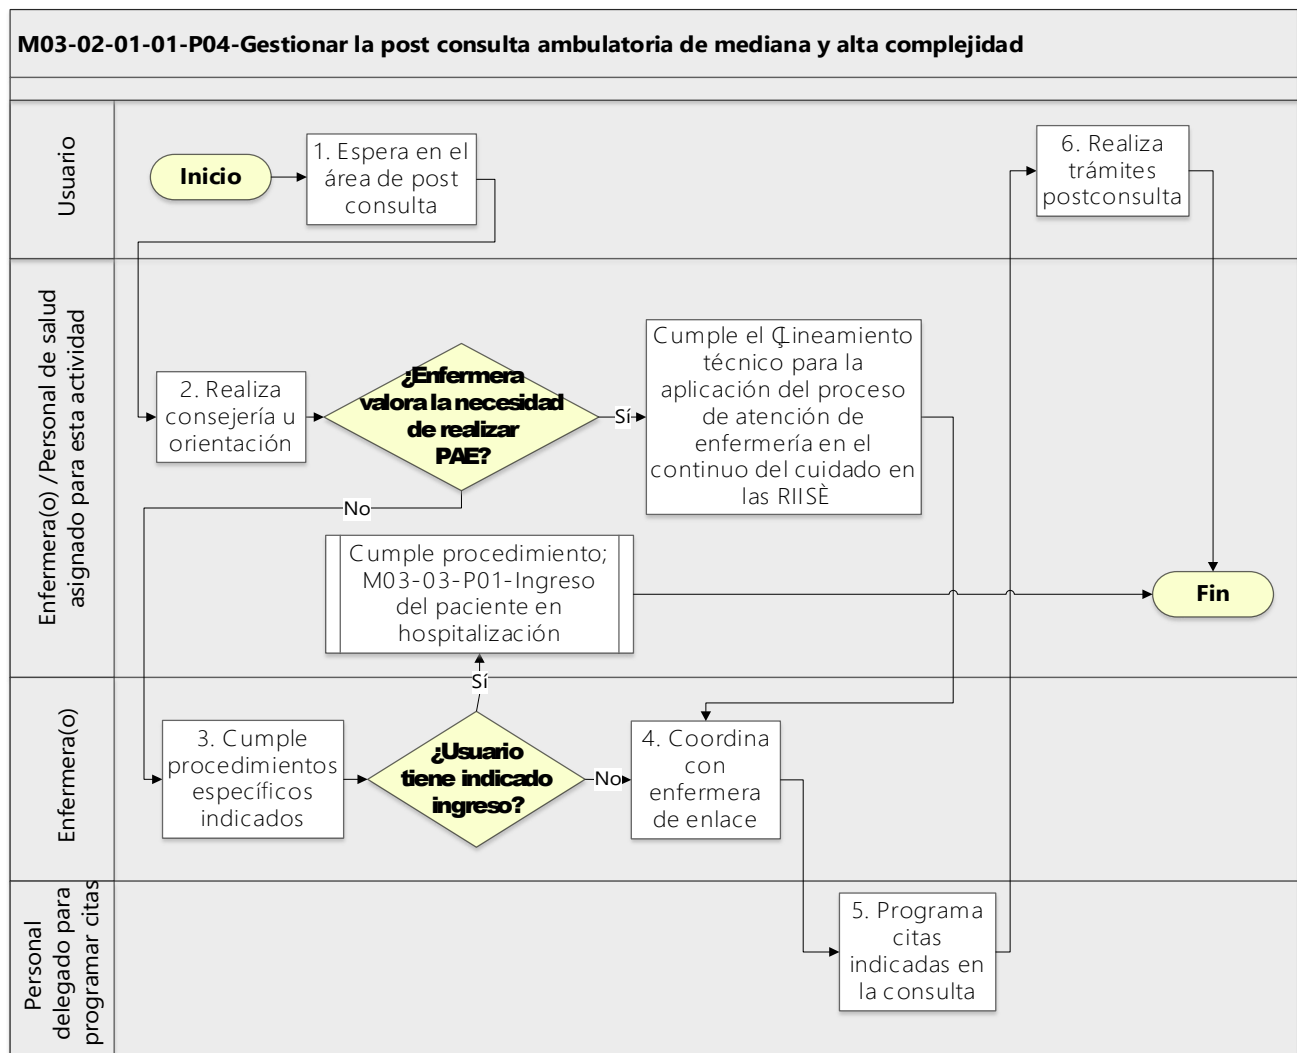 M03-02-01-01-P04-Gestionar la post consulta ambulatoria de mediana y alta complejidad
Usuario
Inicio
1. Espera en el
área de post
consulta
6. Realiza
trámites
postconsulta
Enfermera(o) /Personal de salud
asignado para esta actividad
2. Realiza
consejería u
orientación
¿Enfermera
valora la necesidad
de realizar
PAE?
Sí
Cumple el ÇLineamiento
técnico para la
aplicación del proceso
de atención de
enfermería en el
continuo del cuidado en
las RIISÈ
No
Cumple procedimiento;
M03-03-P01-Ingreso
del paciente en
hospitalización
Fin
Enfermera(o)
Sí
3. Cumple
procedimientos
específicos
indicados
¿Usuario
tiene indicado
ingreso?
No
4. Coordina
con
enfermera
de enlace
Personal
delegado para
programar citas
5. Programa
citas
indicadas en
la consulta